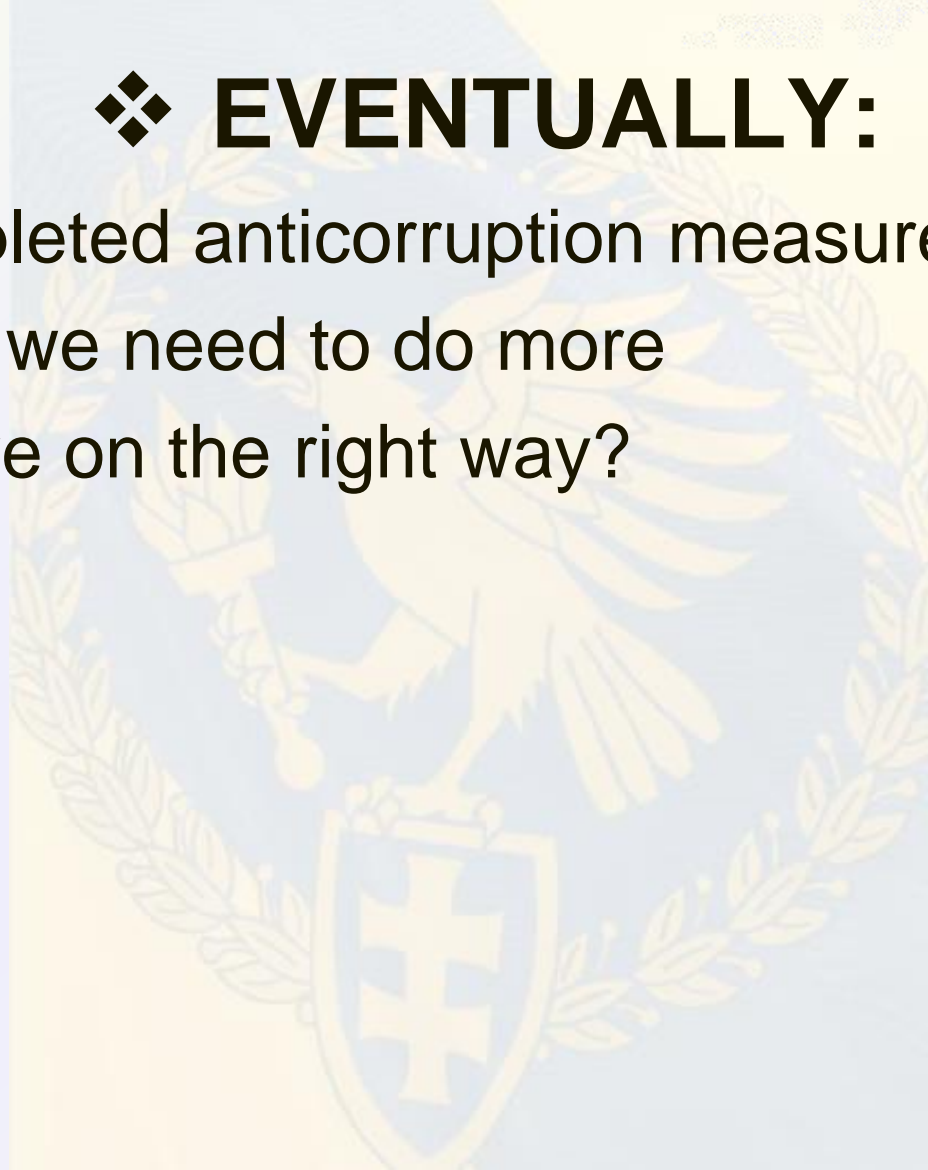 ❖ EVENTUALLY:
pleted anticorruption measure
we need to do more
e on the right way?